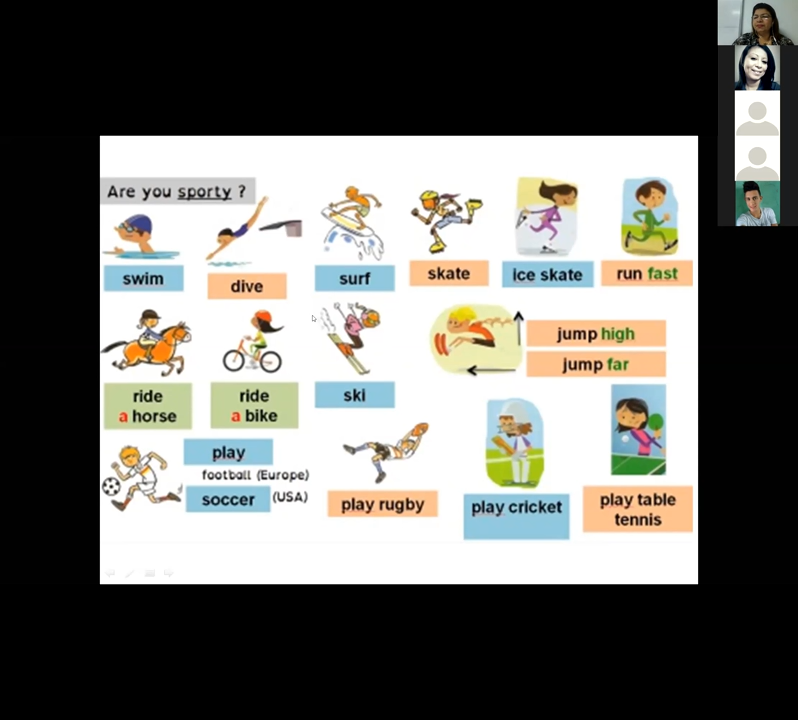 Are you sporty ?
swim
dive
surf
skate
ice skate
run fast
jump high
jump far
ride
a horse
ride
a bike
ski
play
football (Europe)
soccer (USA)
play rugby
play cricket
play table
tennis